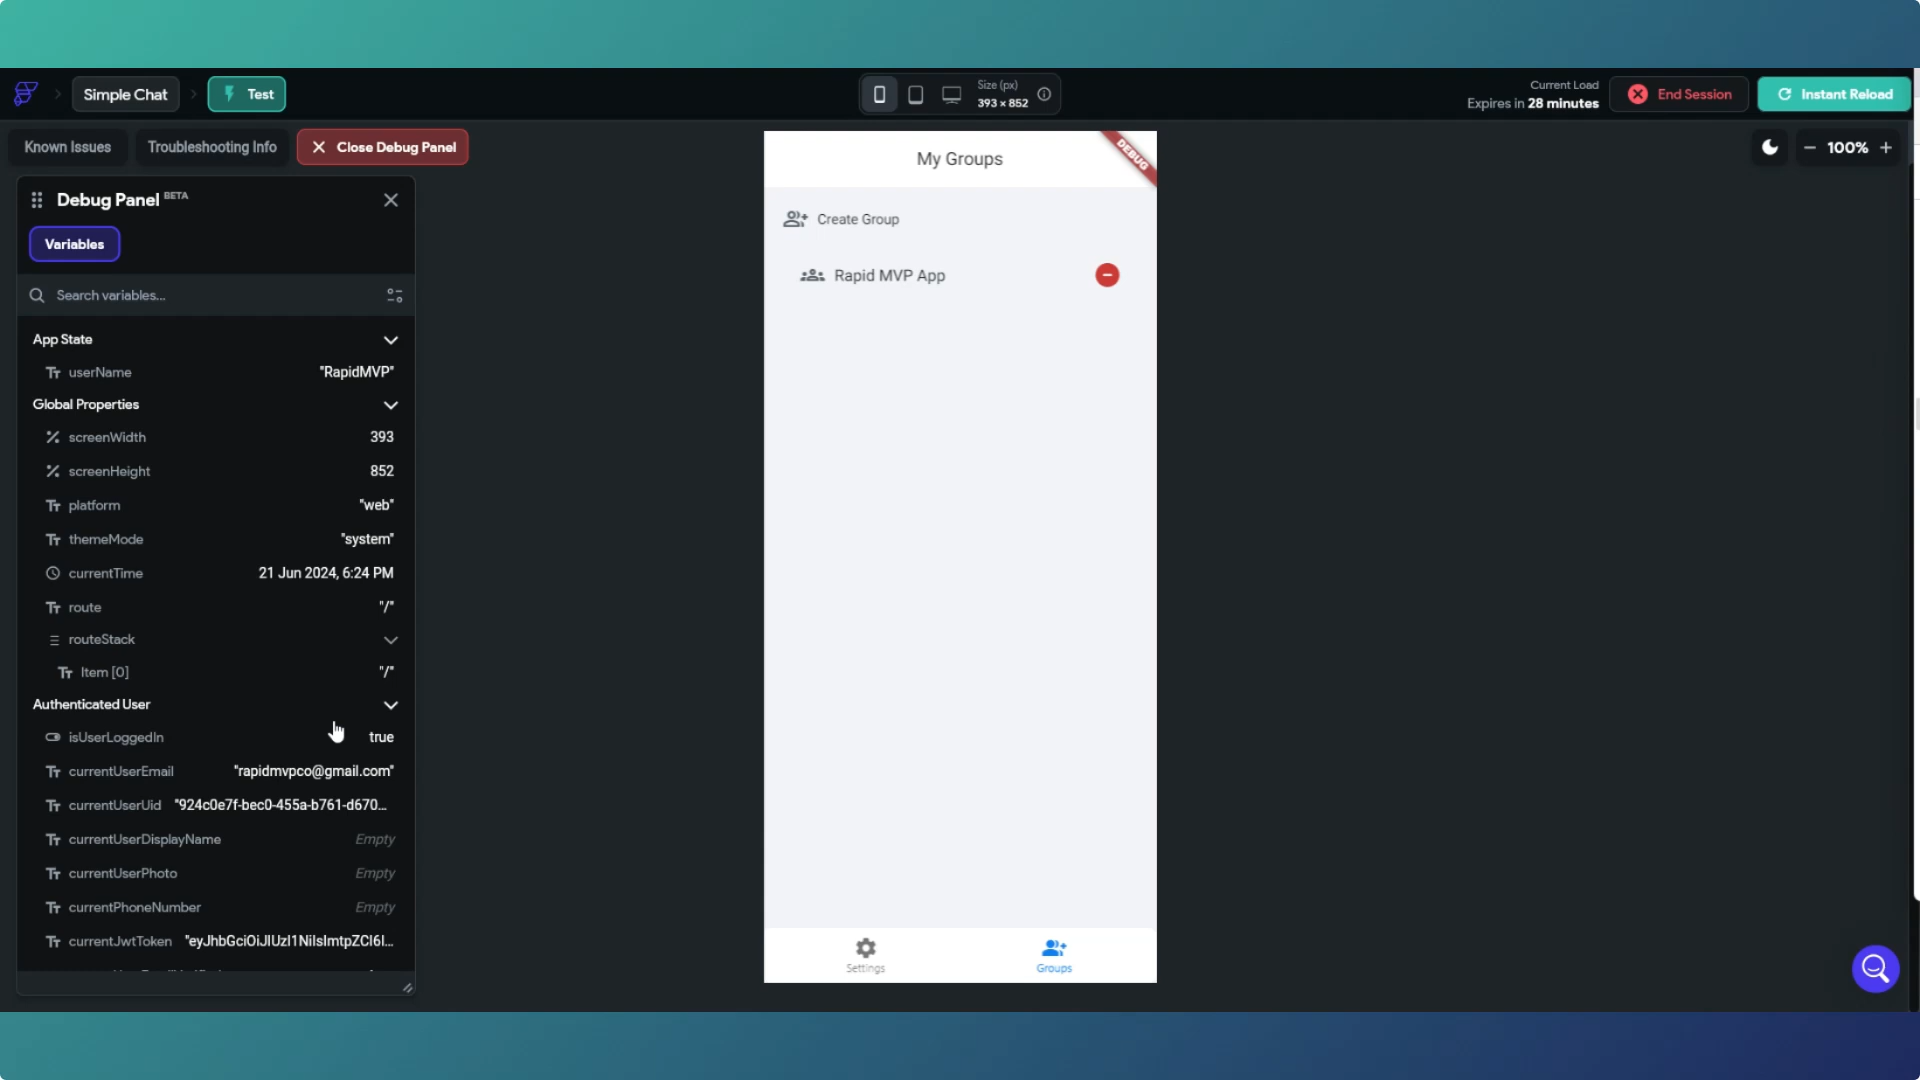 Simple Chat
Test
Size (px)
393 × 852
Current Load
Expires in 28 minutes
End Session
Instant Reload
Known Issues
Troubleshooting Info
Close Debug Panel
100%
Debug Panel BETA
Variables
Search variables...
App State
userName "RapidMVP"
Global Properties
screenWidth 393
screenHeight 852
platform "web"
themeMode "system"
currentTime 21 Jun 2024, 6:24 PM
route "/"
routeStack
Item [0] "/"
Authenticated User
isUserLoggedIn true
currentUserEmail "rapidmvpco@gmail.com"
currentUserUid "924c0e7f-bec0-455a-b761-d670...
currentUserDisplayName Empty
currentUserPhoto Empty
currentPhoneNumber Empty
currentJwtToken "eyJhbGciOiJIUzI1NiIsImtpZCI6I...
My Groups
DEBUG
Create Group
Rapid MVP App
Settings
Groups